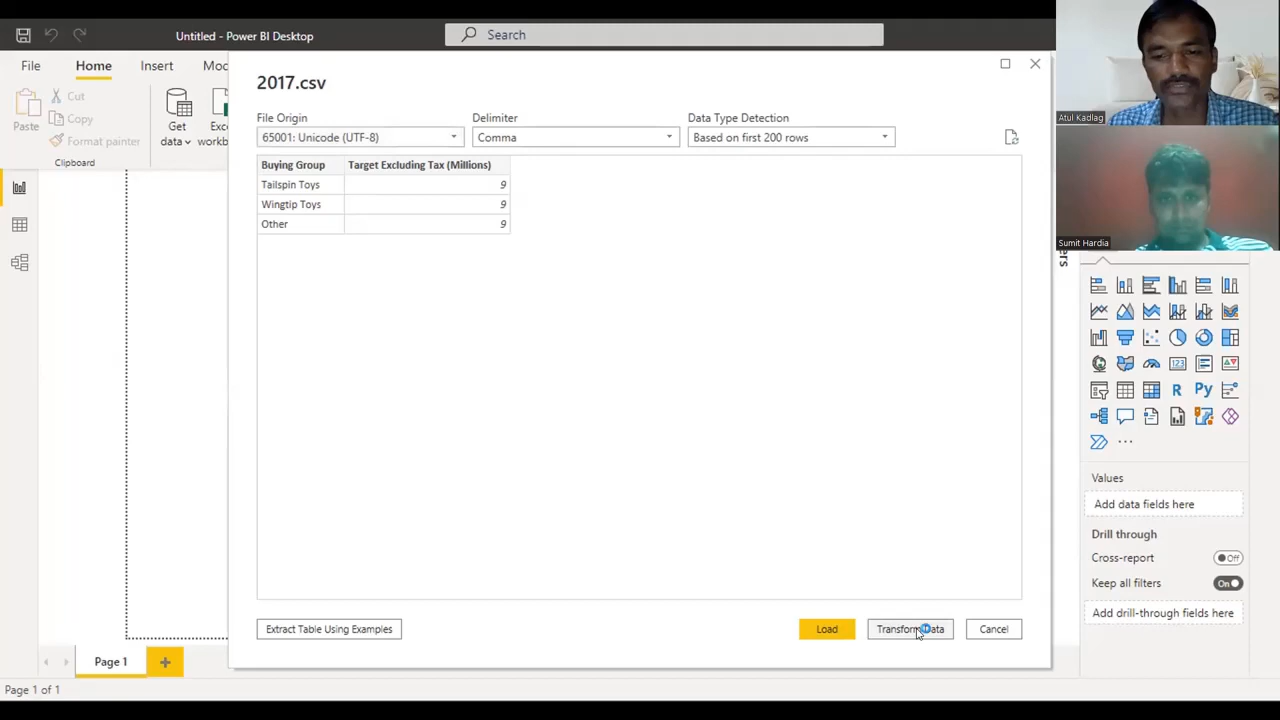 Untitled - Power BI Desktop
Search
File
Home
Insert
Mod
Paste
Cut
Copy
Format painter
Clipboard
Get
data
Exc
workb
2017.csv
File Origin
Delimiter
Data Type Detection
65001: Unicode (UTF-8)
Comma
Based on first 200 rows
Buying Group
Target Excluding Tax (Millions)
Tailspin Toys
9
Wingtip Toys
9
Other
9
Extract Table Using Examples
Load
Transform Data
Cancel
Atul Kadlag
Sumit Hardia
ers
R
Py
123
Values
Add data fields here
Drill through
Cross-report
Off
Keep all filters
On
Add drill-through fields here
Page 1
Page 1 of 1